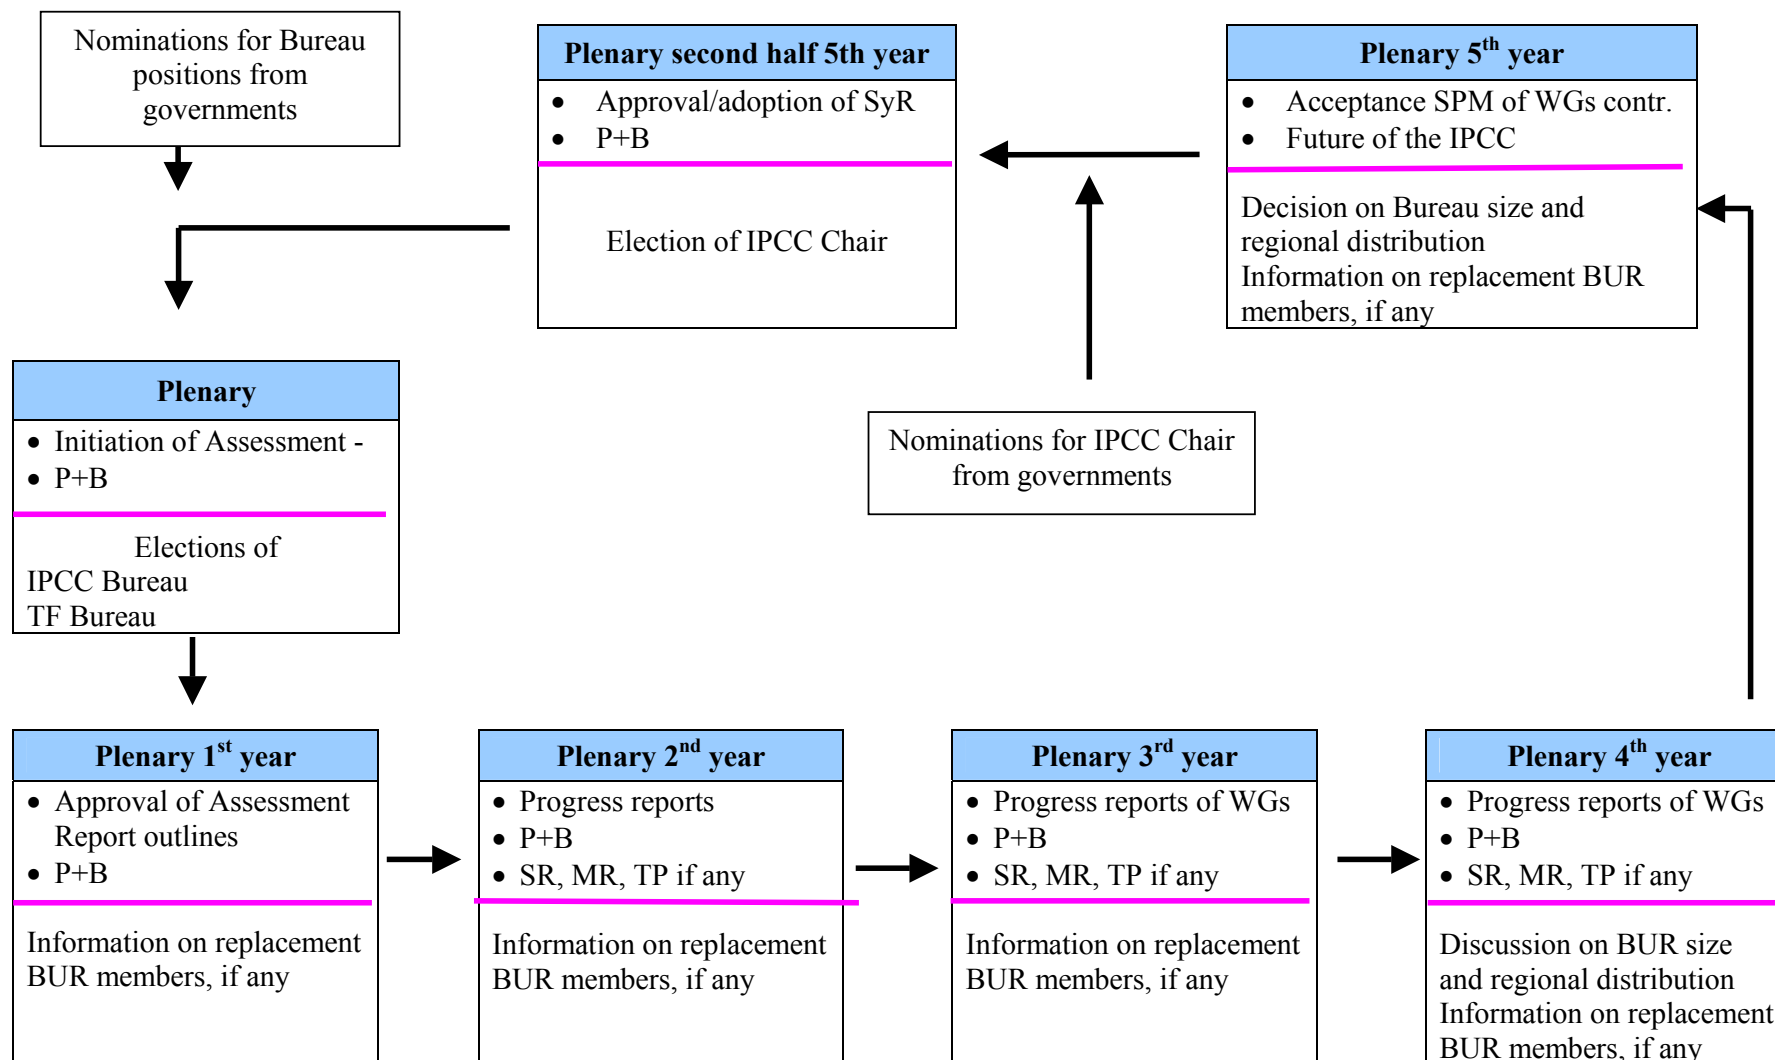 Nominations for Bureau
positions from
governments
Plenary second half 5th year
• Approval/adoption of SyR
• P+B
Election of IPCC Chair
Plenary 5th year
• Acceptance SPM of WGs contr.
• Future of the IPCC
Decision on Bureau size and
regional distribution
Information on replacement BUR
members, if any
Plenary
• Initiation of Assessment -
• P+B
Elections of
IPCC Bureau
TF Bureau
Nominations for IPCC Chair
from governments
Plenary 1st year
• Approval of Assessment
Report outlines
• P+B
Information on replacement
BUR members, if any
Plenary 2nd year
• Progress reports
• P+B
• SR, MR, TP if any
Information on replacement
BUR members, if any
Plenary 3rd year
• Progress reports of WGs
• P+B
• SR, MR, TP if any
Information on replacement
BUR members, if any
Plenary 4th year
• Progress reports of WGs
• P+B
• SR, MR, TP if any
Discussion on BUR size
and regional distribution
Information on replacement
BUR members, if any